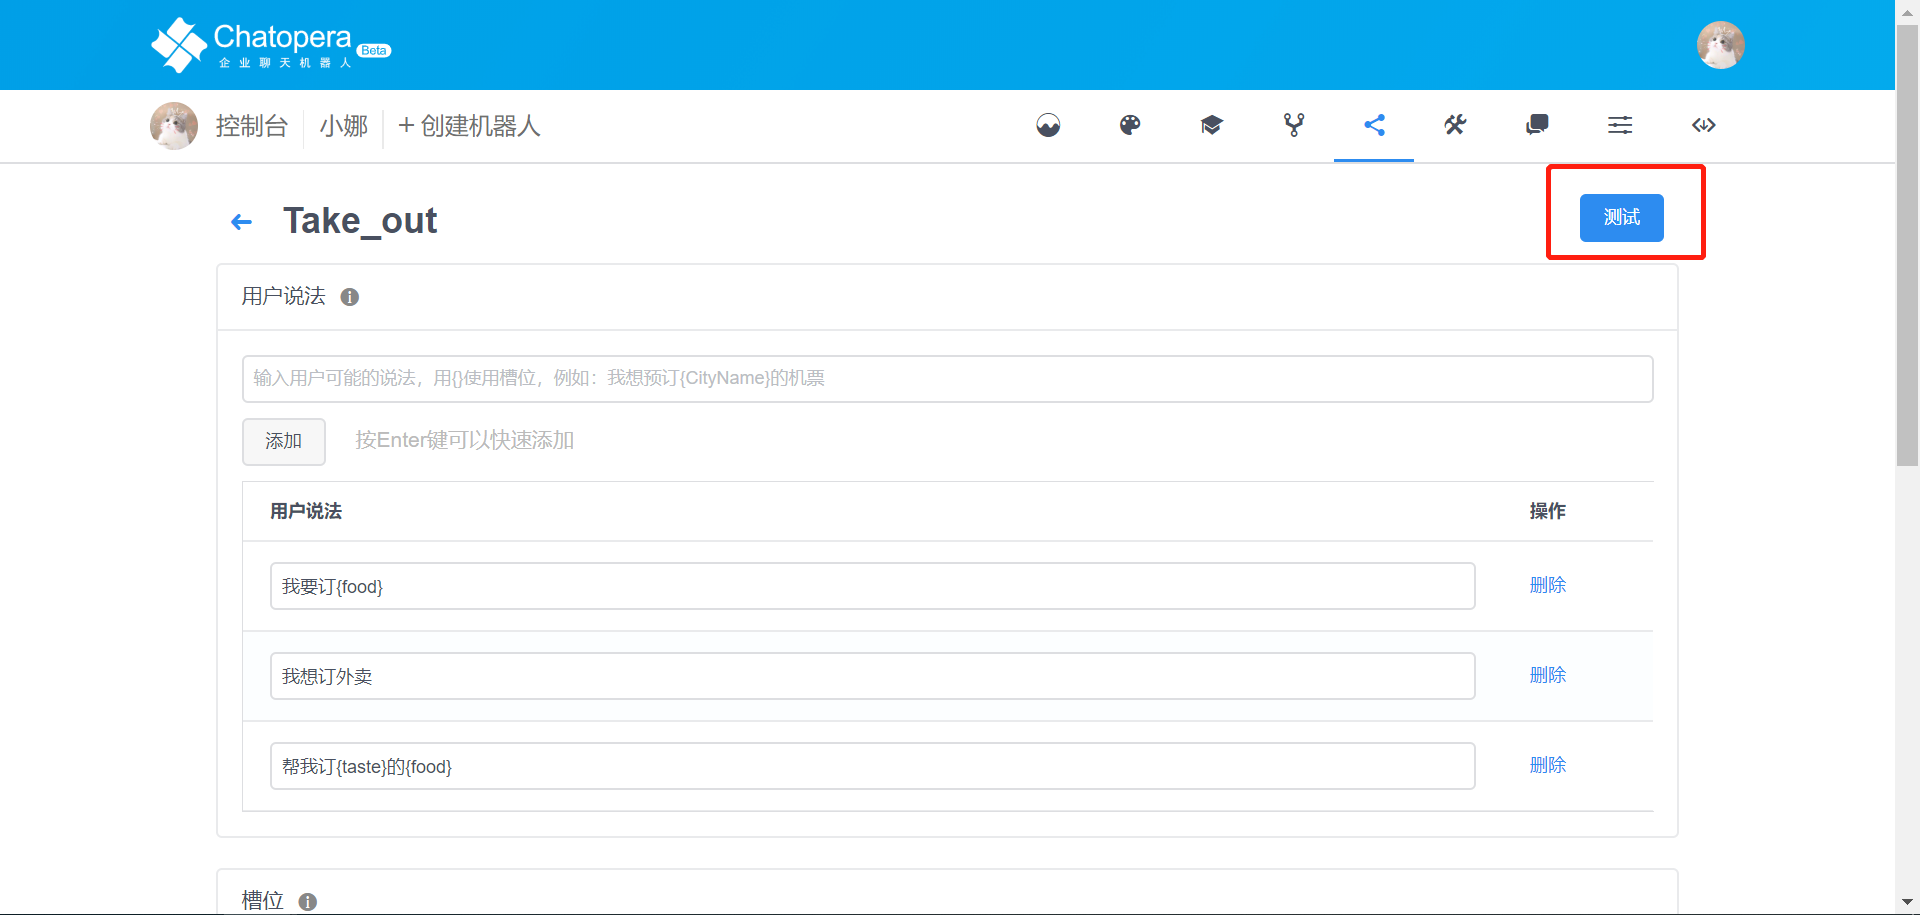 Chatopera Beta
企业聊天机器人
控制台 小娜 + 创建机器人
Take_out 测试
用户说法
输入用户可能的说法，用{}使用槽位，例如：我想预订{CityName}的机票
添加 按Enter键可以快速添加
用户说法 操作
我要订{food} 删除
我想订外卖 删除
帮我订{taste}的{food} 删除
槽位